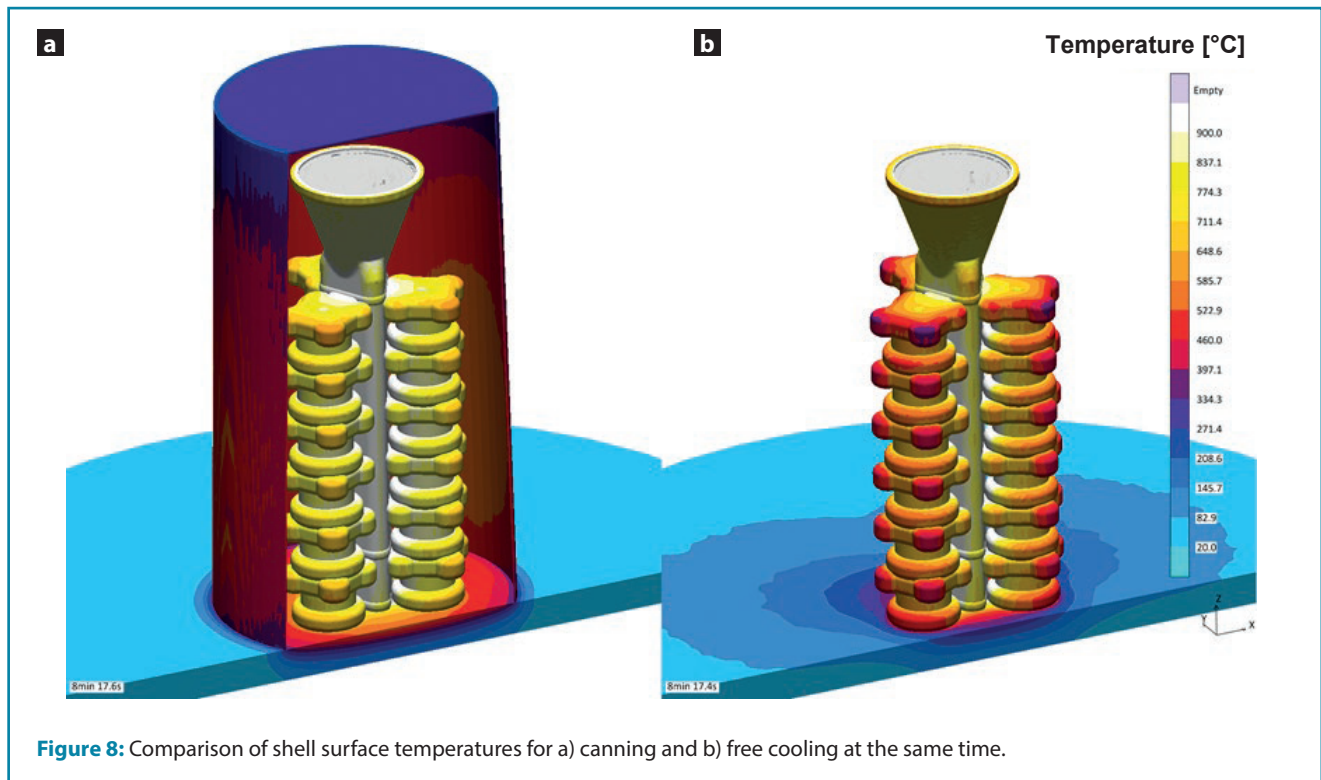 a
b
Temperature [°C]
Empty
900.0
837.1
774.3
711.4
648.6
585.7
522.9
460.0
397.1
334.3
271.4
208.6
145.7
82.9
20.0
Z
Y
X
8min 17.6s
8min 17.4s
Figure 8: Comparison of shell surface temperatures for a) canning and b) free cooling at the same time.